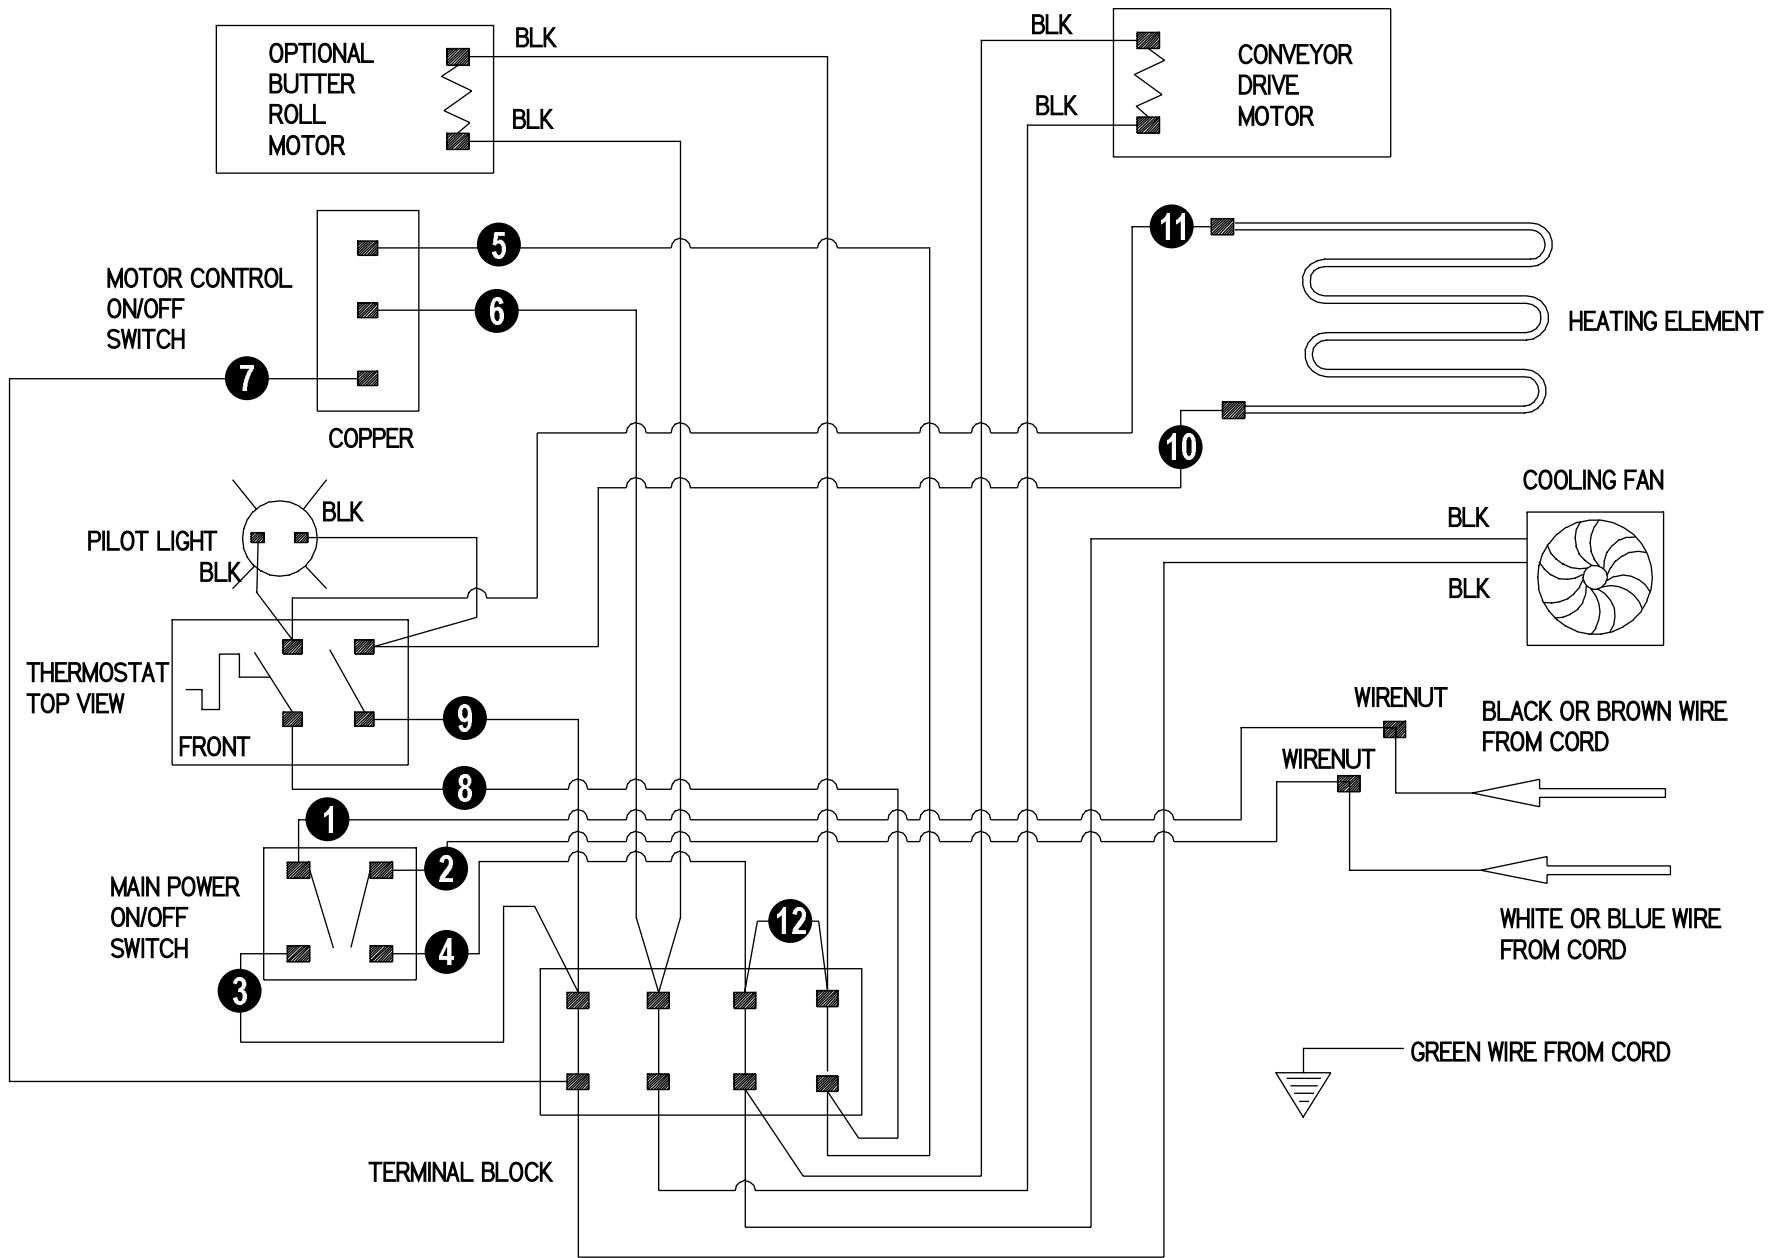 OPTIONAL
BUTTER
ROLL
MOTOR
BLK
BLK
BLK
BLK
CONVEYOR
DRIVE
MOTOR
5
6
7
MOTOR CONTROL
ON/OFF
SWITCH
COPPER
11
10
HEATING ELEMENT
PILOT LIGHT
BLK
BLK
COOLING FAN
BLK
BLK
THERMOSTAT
TOP VIEW
FRONT
9
8
WIRENUT
WIRENUT
BLACK OR BROWN WIRE
FROM CORD
1
2
MAIN POWER
ON/OFF
SWITCH
3
4
12
WHITE OR BLUE WIRE
FROM CORD
GREEN WIRE FROM CORD
TERMINAL BLOCK